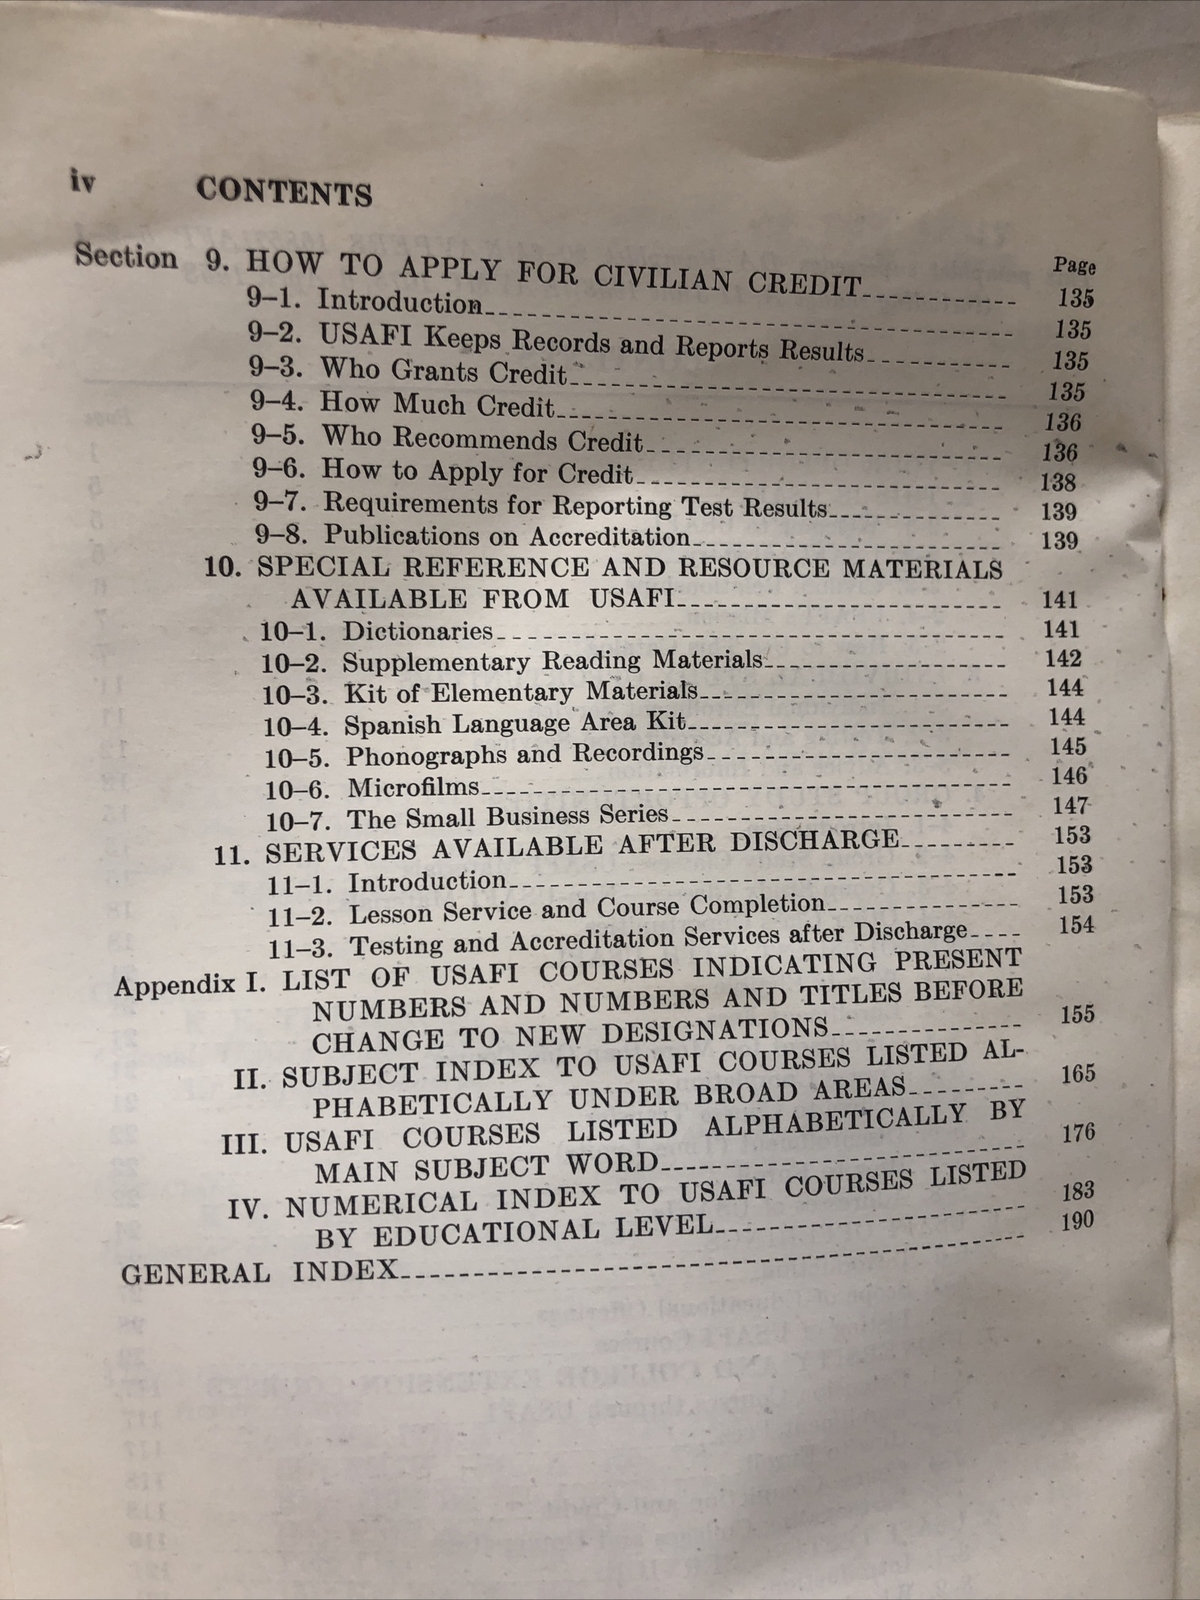 iv CONTENTS
Page
Section 9. HOW TO APPLY FOR CIVILIAN CREDIT 135
9–1. Introduction 135
9–2. USAFI Keeps Records and Reports Results 135
9–3. Who Grants Credit 135
9–4. How Much Credit 136
9–5. Who Recommends Credit 136
9–6. How to Apply for Credit 138
9–7. Requirements for Reporting Test Results 139
9–8. Publications on Accreditation 139
10. SPECIAL REFERENCE AND RESOURCE MATERIALS
AVAILABLE FROM USAFI 141
10–1. Dictionaries 141
10–2. Supplementary Reading Materials 142
10–3. Kit of Elementary Materials 144
10–4. Spanish Language Area Kit 144
10–5. Phonographs and Recordings 145
10–6. Microfilms 146
10–7. The Small Business Series 147
11. SERVICES AVAILABLE AFTER DISCHARGE 153
11–1. Introduction 153
11–2. Lesson Service and Course Completion 153
11–3. Testing and Accreditation Services after Discharge 154
Appendix I. LIST OF USAFI COURSES INDICATING PRESENT
NUMBERS AND NUMBERS AND TITLES BEFORE
CHANGE TO NEW DESIGNATIONS 155
II. SUBJECT INDEX TO USAFI COURSES LISTED AL-
PHABETICALLY UNDER BROAD AREAS 165
III. USAFI COURSES LISTED ALPHABETICALLY BY
MAIN SUBJECT WORD 176
IV. NUMERICAL INDEX TO USAFI COURSES LISTED
BY EDUCATIONAL LEVEL 183
GENERAL INDEX 190